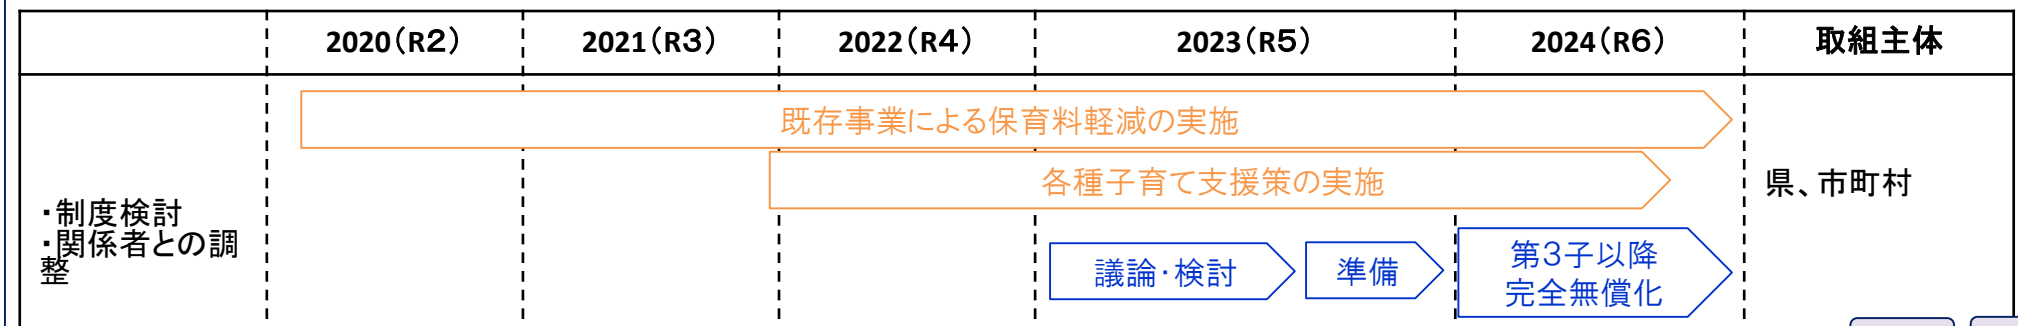 2020（R２）
2021（R３）
2022（R４）
2023（R５）
2024（R６）
取組主体
既存事業による保育料軽減の実施
各種子育て支援策の実施
県、市町村
・制度検討
・関係者との調
整
議論・検討
準備
第３子以降
完全無償化